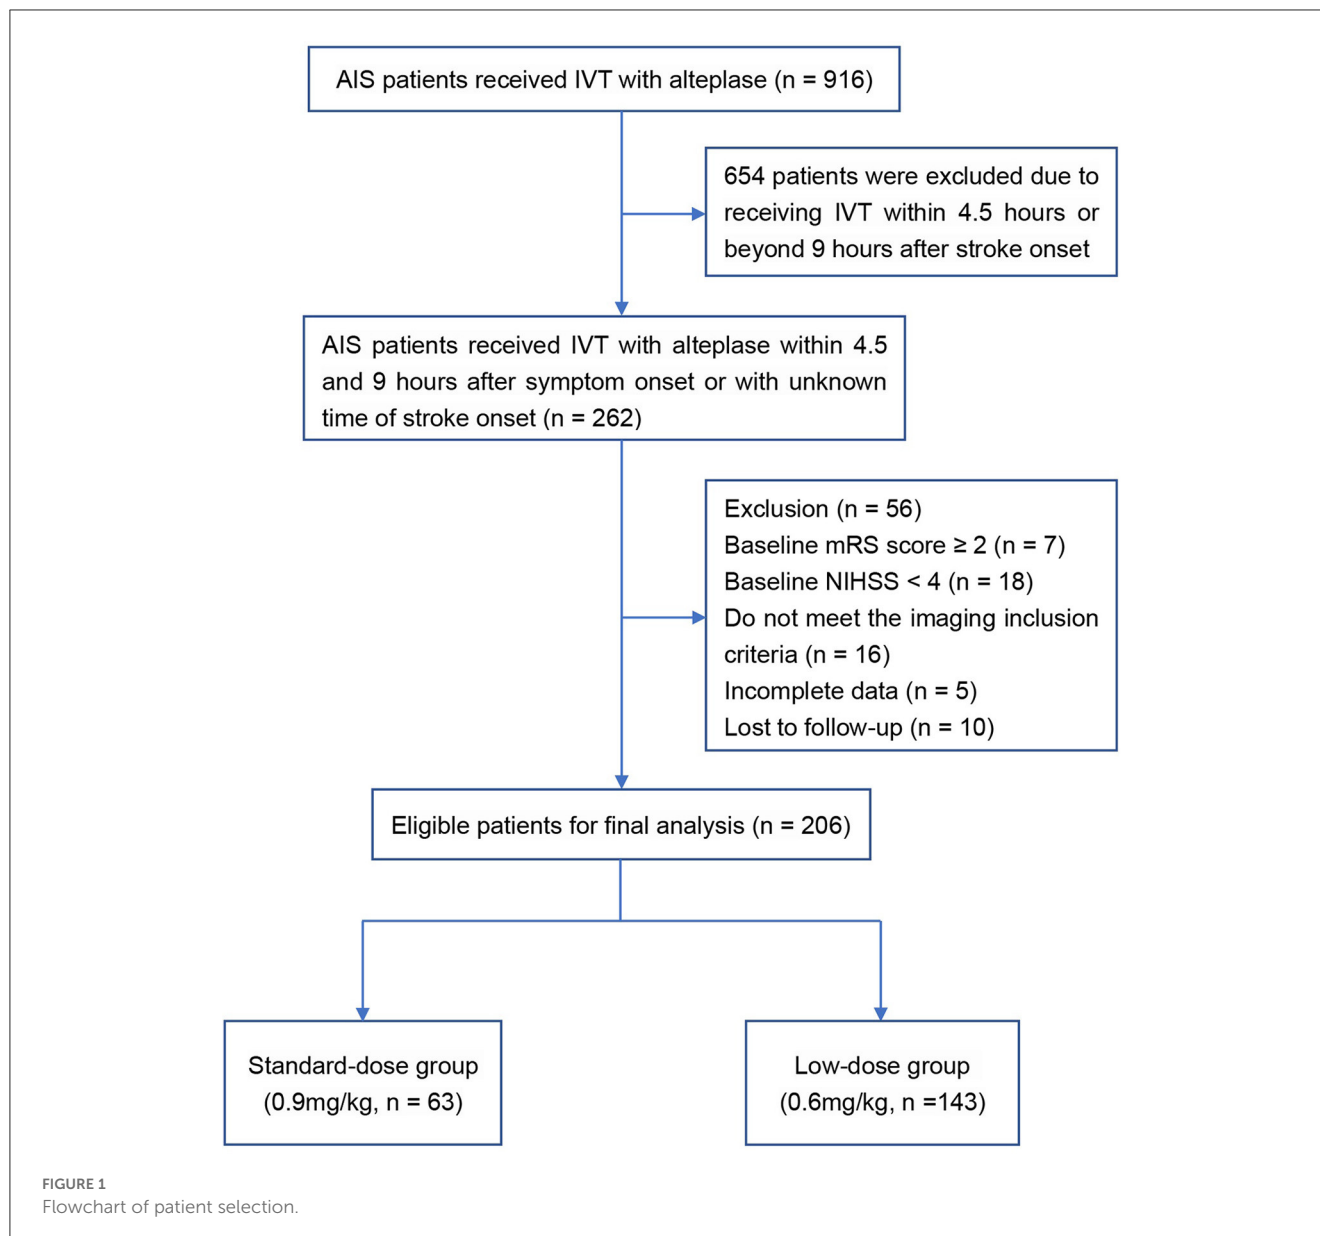 AIS patients received IVT with alteplase (n = 916)
654 patients were excluded due to
receiving IVT within 4.5 hours or
beyond 9 hours after stroke onset
AIS patients received IVT with alteplase within 4.5
and 9 hours after symptom onset or with unknown
time of stroke onset (n = 262)
Exclusion (n = 56)
Baseline mRS score ≥ 2 (n = 7)
Baseline NIHSS < 4 (n = 18)
Do not meet the imaging inclusion
criteria (n = 16)
Incomplete data (n = 5)
Lost to follow-up (n = 10)
Eligible patients for final analysis (n = 206)
Standard-dose group
(0.9mg/kg, n = 63)
Low-dose group
(0.6mg/kg, n =143)
FIGURE 1
Flowchart of patient selection.